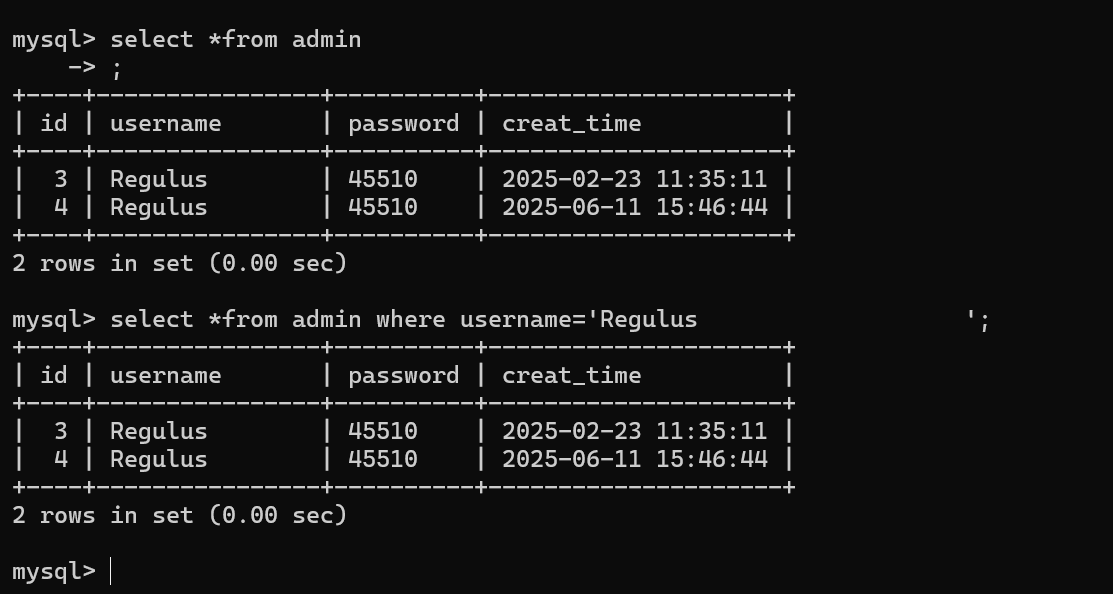 mysql> select *from admin
    -> ;
+----+----------------+----------+---------------------+
| id | username       | password | creat_time          |
+----+----------------+----------+---------------------+
|  3 | Regulus        | 45510    | 2025-02-23 11:35:11 |
|  4 | Regulus        | 45510    | 2025-06-11 15:46:44 |
+----+----------------+----------+---------------------+
2 rows in set (0.00 sec)

mysql> select *from admin where username='Regulus                   ';
+----+----------------+----------+---------------------+
| id | username       | password | creat_time          |
+----+----------------+----------+---------------------+
|  3 | Regulus        | 45510    | 2025-02-23 11:35:11 |
|  4 | Regulus        | 45510    | 2025-06-11 15:46:44 |
+----+----------------+----------+---------------------+
2 rows in set (0.00 sec)

mysql>